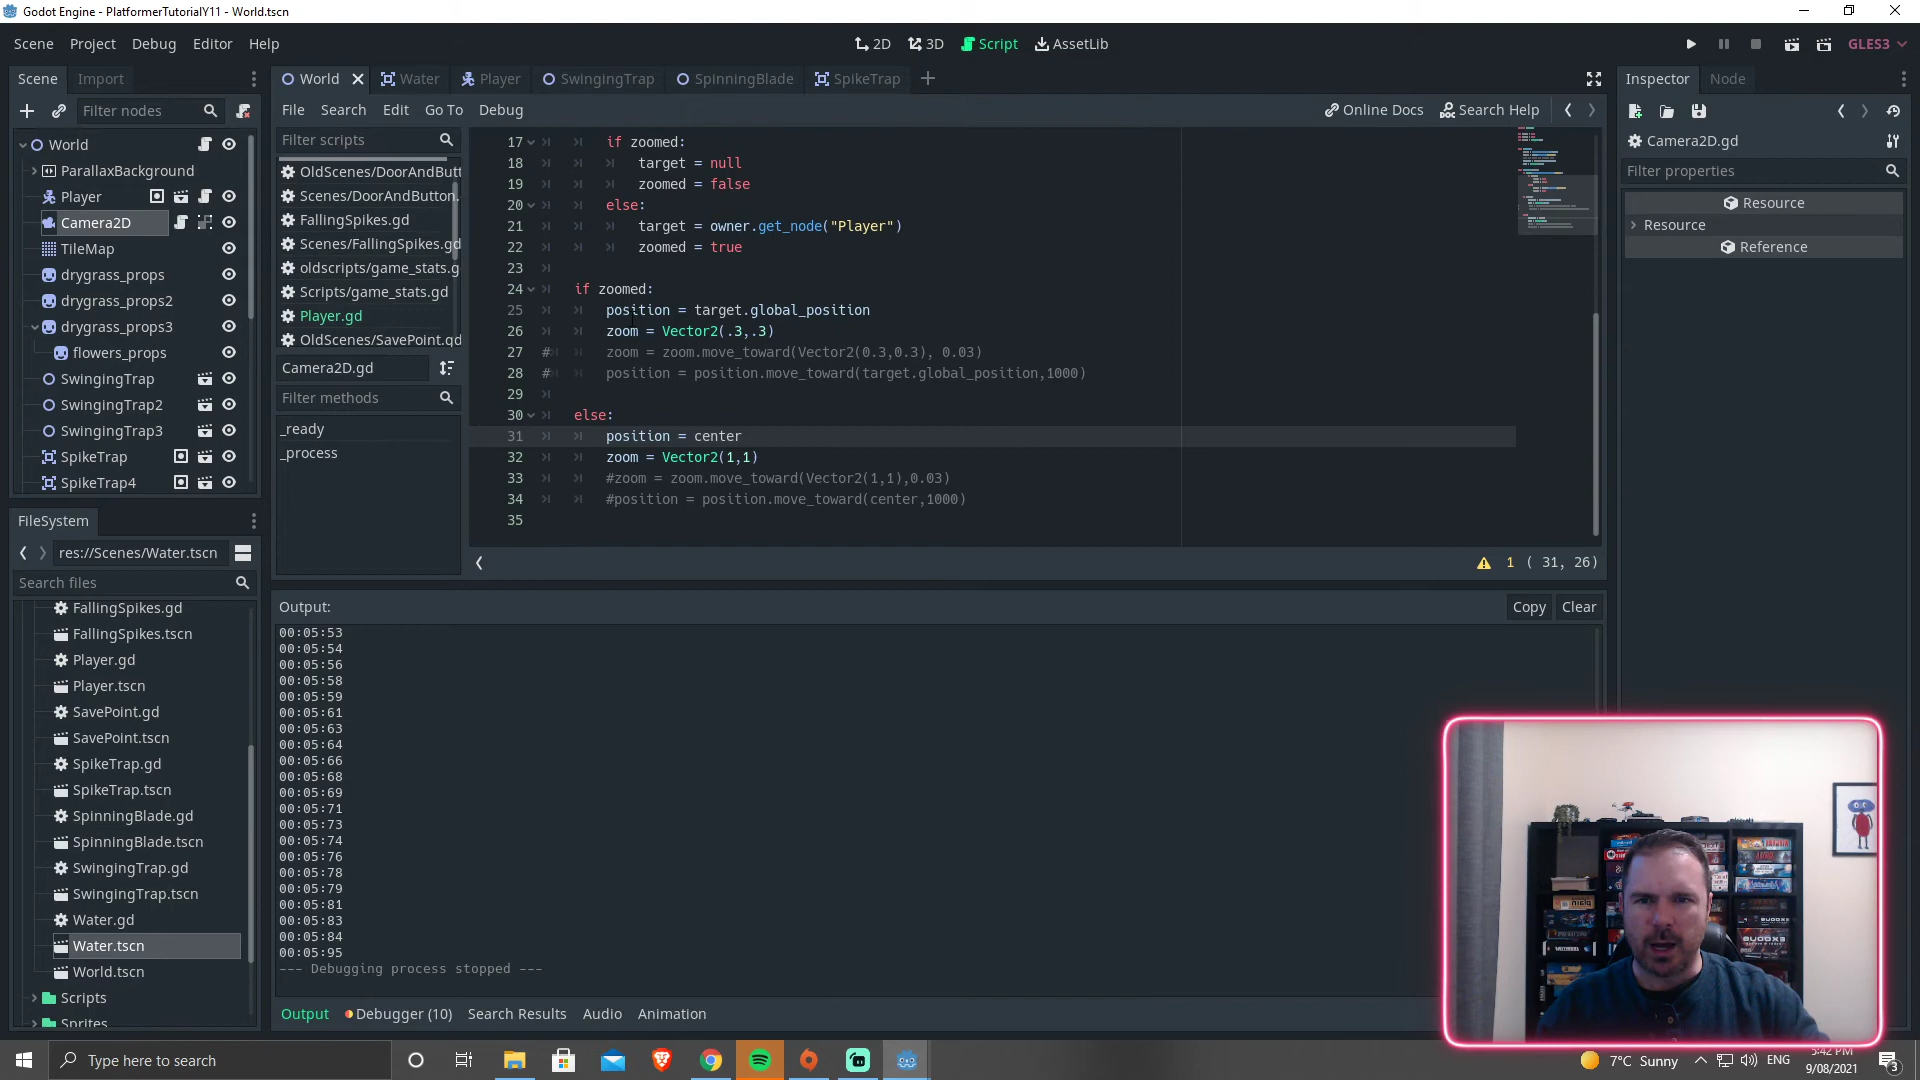 Godot Engine - PlatformerTutorialY11 - World.tscn
Scene Project Debug Editor Help
2D 3D Script AssetLib
GLES3
Scene Import
Filter nodes
World
ParallaxBackground
Player
Camera2D
TileMap
drygrass_props
drygrass_props2
drygrass_props3
flowers_props
SwingingTrap
SwingingTrap2
SwingingTrap3
SpikeTrap
SpikeTrap4
FileSystem
res://Scenes/Water.tscn
Search files
FallingSpikes.gd
FallingSpikes.tscn
Player.gd
Player.tscn
SavePoint.gd
SavePoint.tscn
SpikeTrap.gd
SpikeTrap.tscn
SpinningBlade.gd
SpinningBlade.tscn
SwingingTrap.gd
SwingingTrap.tscn
Water.gd
Water.tscn
World.tscn
Scripts
Sprites
World Water Player SwingingTrap SpinningBlade SpikeTrap
File Search Edit Go To Debug
Online Docs Search Help
Filter scripts
OldScenes/DoorAndButt
Scenes/DoorAndButton.
FallingSpikes.gd
Scenes/FallingSpikes.gd
oldscripts/game_stats.g
Scripts/game_stats.gd
Player.gd
OldScenes/SavePoint.gd
Camera2D.gd
Filter methods
_ready
_process
17 if zoomed:
18 target = null
19 zoomed = false
20 else:
21 target = owner.get_node("Player")
22 zoomed = true
23
24 if zoomed:
25 position = target.global_position
26 zoom = Vector2(.3,.3)
27 # zoom = zoom.move_toward(Vector2(0.3,0.3), 0.03)
28 # position = position.move_toward(target.global_position,1000)
29
30 else:
31 position = center
32 zoom = Vector2(1,1)
33 #zoom = zoom.move_toward(Vector2(1,1),0.03)
34 #position = position.move_toward(center,1000)
35
1 ( 31, 26)
Output:
Copy Clear
00:05:53
00:05:54
00:05:56
00:05:58
00:05:59
00:05:61
00:05:63
00:05:64
00:05:66
00:05:68
00:05:69
00:05:71
00:05:73
00:05:74
00:05:76
00:05:78
00:05:79
00:05:81
00:05:83
00:05:84
00:05:95
--- Debugging process stopped ---
Output Debugger (10) Search Results Audio Animation
Inspector Node
Camera2D.gd
Filter properties
Resource
Resource
Reference
Type here to search
7°C Sunny
ENG
5:42 PM
9/08/2021
3